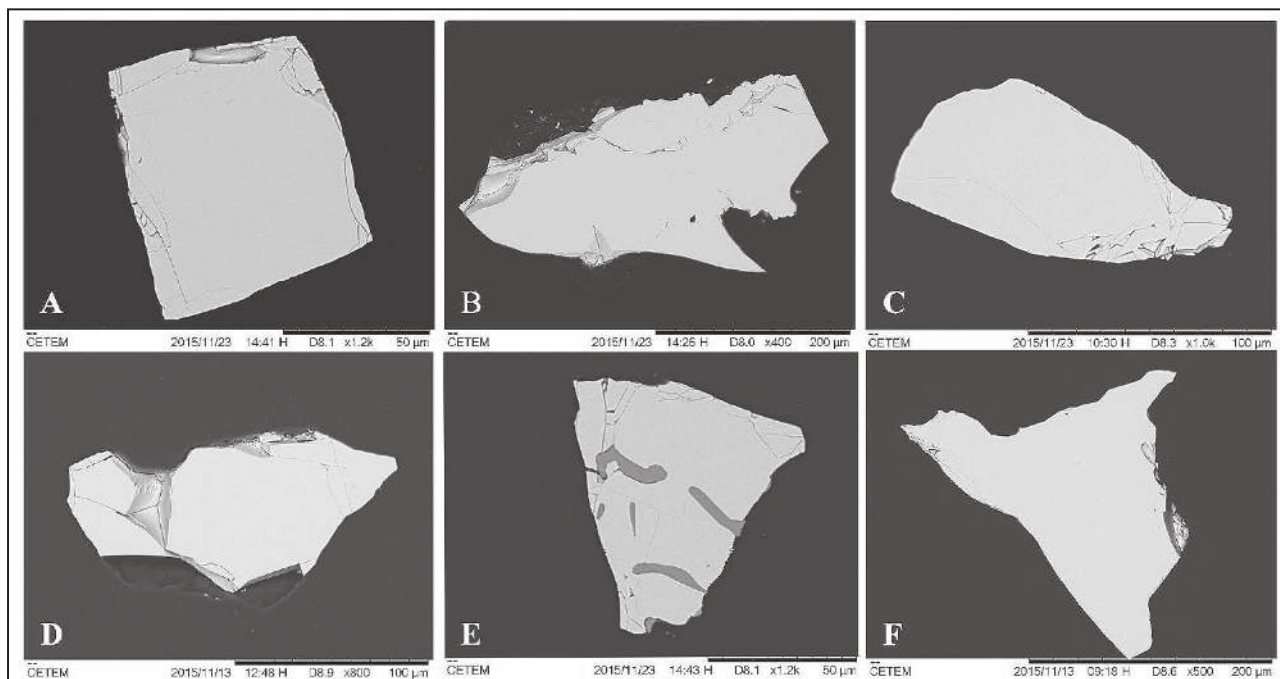 A
CETEM 2015/11/23 14:41 H D8.1 x1.2k 50 µm
B
CETEM 2015/11/23 14:26 H D8.0 x400 200 µm
C
CETEM 2015/11/23 10:30 H D8.3 x1.0k 100 µm
D
CETEM 2015/11/13 12:48 H D8.9 x800 100 µm
E
CETEM 2015/11/23 14:43 H D8.1 x1.2k 50 µm
F
CETEM 2015/11/13 09:18 H D8.6 x500 200 µm